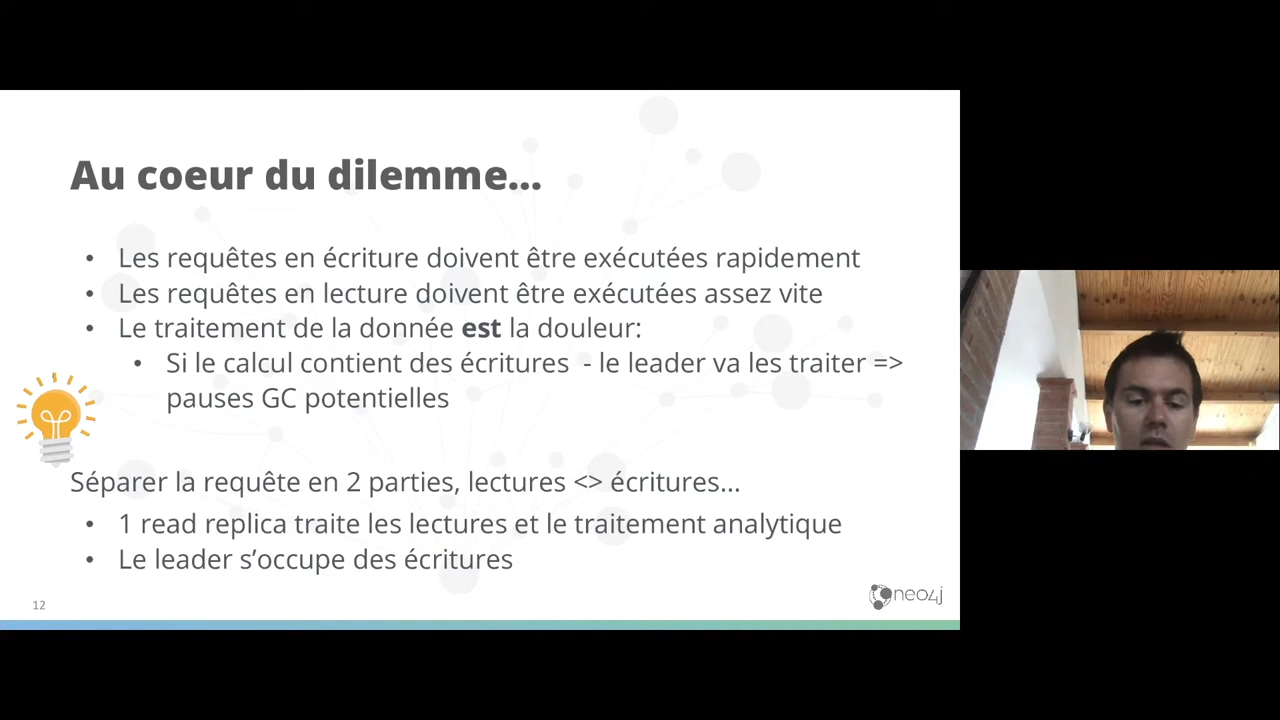 Au coeur du dilemme...
• Les requêtes en écriture doivent être exécutées rapidement
• Les requêtes en lecture doivent être exécutées assez vite
• Le traitement de la donnée est la douleur:
• Si le calcul contient des écritures - le leader va les traiter =>
pauses GC potentielles
Séparer la requête en 2 parties, lectures <> écritures...
• 1 read replica traite les lectures et le traitement analytique
• Le leader s’occupe des écritures
12
neo4j